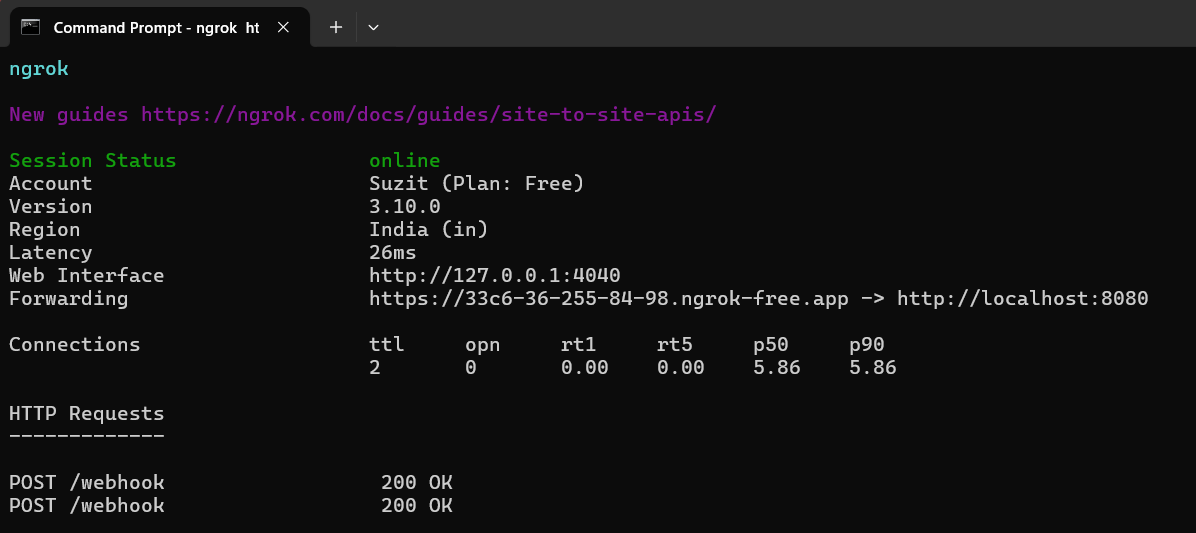 Command Prompt - ngrok ht
ngrok
New guides https://ngrok.com/docs/guides/site-to-site-apis/
Session Status online
Account Suzit (Plan: Free)
Version 3.10.0
Region India (in)
Latency 26ms
Web Interface http://127.0.0.1:4040
Forwarding https://33c6-36-255-84-98.ngrok-free.app -> http://localhost:8080
Connections ttl opn rt1 rt5 p50 p90
2 0 0.00 0.00 5.86 5.86
HTTP Requests
-------------
POST /webhook 200 OK
POST /webhook 200 OK